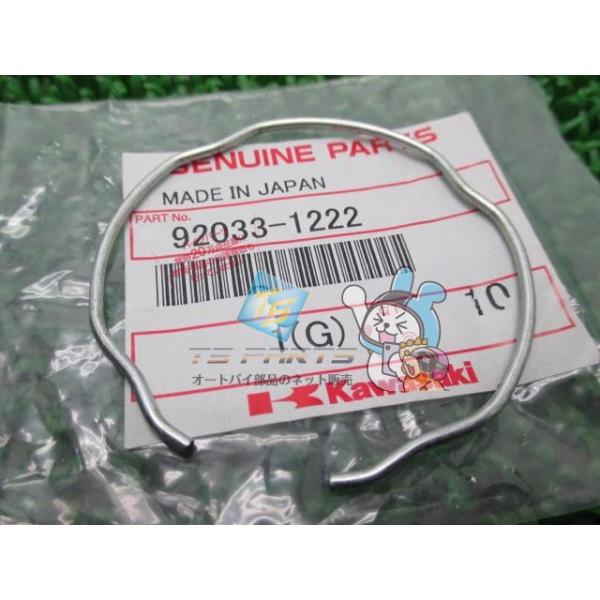 GENUINE PARTS
MADE IN JAPAN
PART No.
92033-1222
1(G)
10
TS
TS PARTS
オートバイ部品のネット販売
Kawasaki